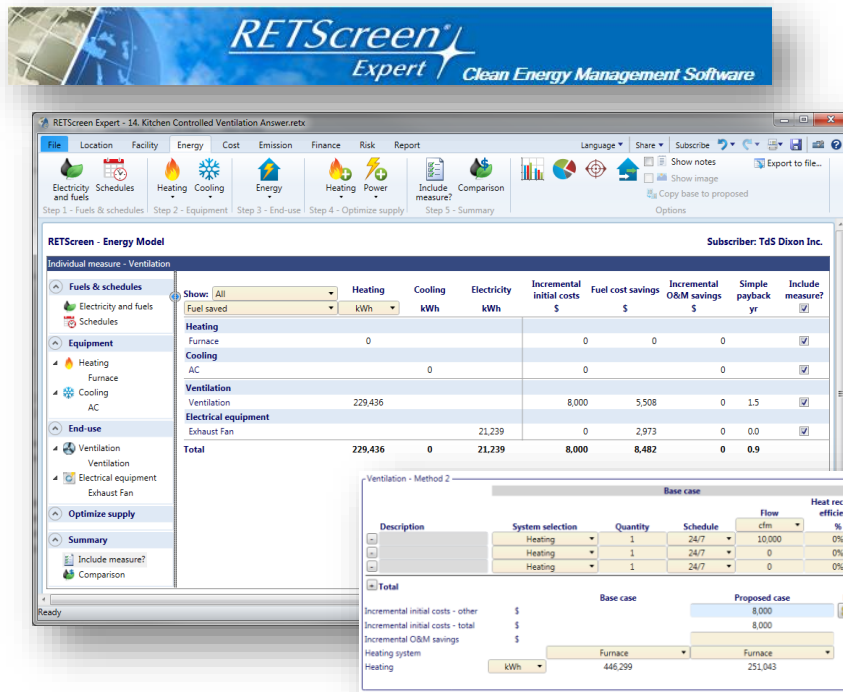 RETScreen
Expert Clean Energy Management Software
RETScreen Expert - 14. Kitchen Controlled Ventilation Answer.retx
File Location Facility Energy Cost Emission Finance Risk Report Language Share Subscribe
Electricity and fuels Schedules Heating Cooling Energy Heating Power Include measure? Comparison Show notes Show image Copy base to proposed Export to file...
Step 1 - Fuels & schedules Step 2 - Equipment Step 3 - End-use Step 4 - Optimize supply Step 5 - Summary Options
RETScreen - Energy Model Subscriber: TdS Dixon Inc.
Individual measure - Ventilation
Fuels & schedules
Electricity and fuels
Schedules
Equipment
Heating
Furnace
Cooling
AC
End-use
Ventilation
Ventilation
Electrical equipment
Exhaust Fan
Optimize supply
Summary
Include measure?
Comparison
Show: All Heating Cooling Electricity Incremental initial costs Fuel cost savings Incremental O&M savings Simple payback Include measure?
Fuel saved kWh kWh kWh $ $ $ yr
Heating
Furnace 0 0 0 0
Cooling
AC 0 0 0
Ventilation
Ventilation 229,436 8,000 5,508 0 1.5
Electrical equipment
Exhaust Fan 21,239 0 2,973 0 0.0
Total 229,436 0 21,239 8,000 8,482 0 0.9
Ready
Ventilation - Method 2
Base case
Description System selection Quantity Schedule Flow Heat rec
cfm efficie
%
Heating 1 24/7 10,000 0%
Heating 1 24/7 0 0%
Heating 1 24/7 0 0%
Total
Base case Proposed case
Incremental initial costs - other $ 8,000
Incremental initial costs - total $ 8,000
Incremental O&M savings $
Heating system Furnace Furnace
Heating kWh 446,299 251,043